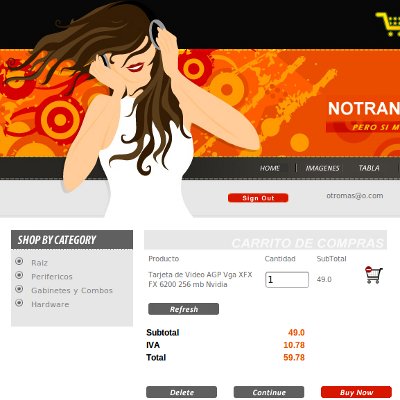 NOTRAN
PERO SI M
HOME IMAGENES TABLA
Sign Out otromas@o.com
SHOP BY CATEGORY
Raiz
Perifericos
Gabinetes y Combos
Hardware
CARRITO DE COMPRAS
Producto Cantidad SubTotal
Tarjeta de Video AGP Vga XFX
FX 6200 256 mb Nvidia 1 49.0
Refresh
Subtotal 49.0
IVA 10.78
Total 59.78
Delete Continue Buy Now